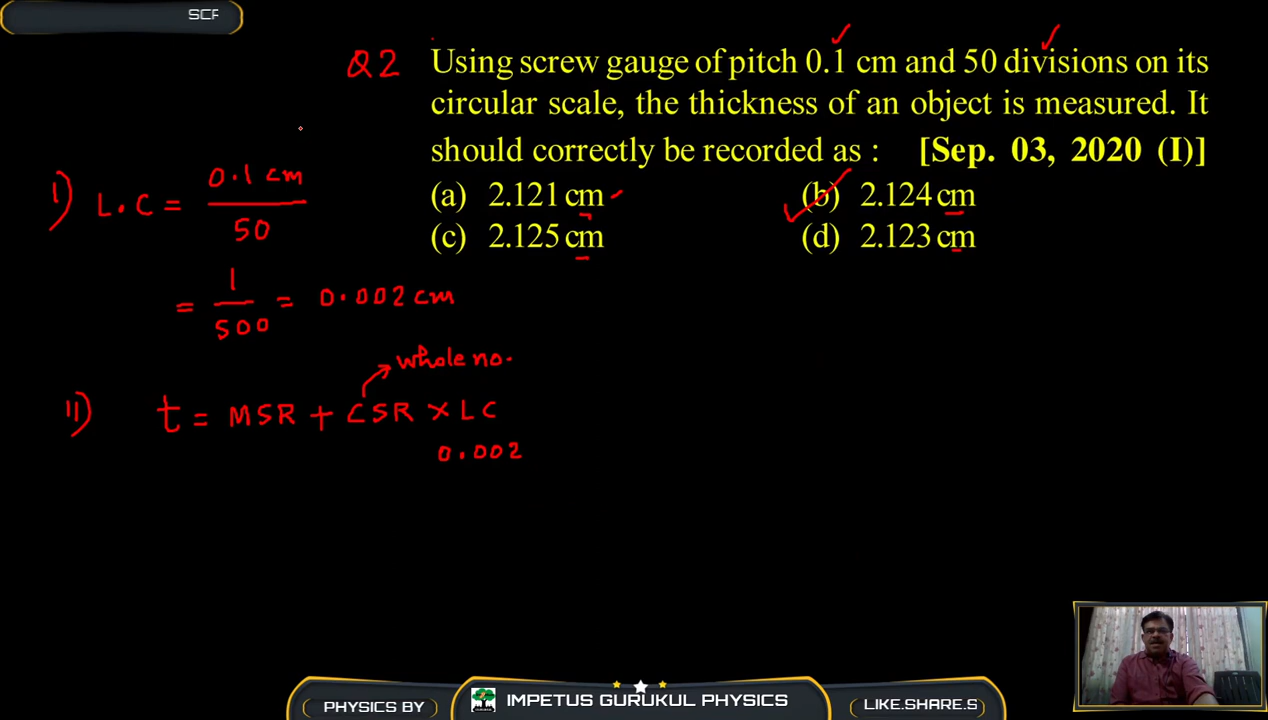 SCR
Q2 Using screw gauge of pitch 0.1 cm and 50 divisions on its
circular scale, the thickness of an object is measured. It
should correctly be recorded as : [Sep. 03, 2020 (I)]
(a) 2.121 cm (b) 2.124 cm
(c) 2.125 cm (d) 2.123 cm
I) L.C = 0.1 cm / 50
= 1 / 500 = 0.002 cm
whole no.
II) t = MSR + CSR × LC
0.002
PHYSICS BY IMPETUS GURUKUL PHYSICS LIKE.SHARE.S